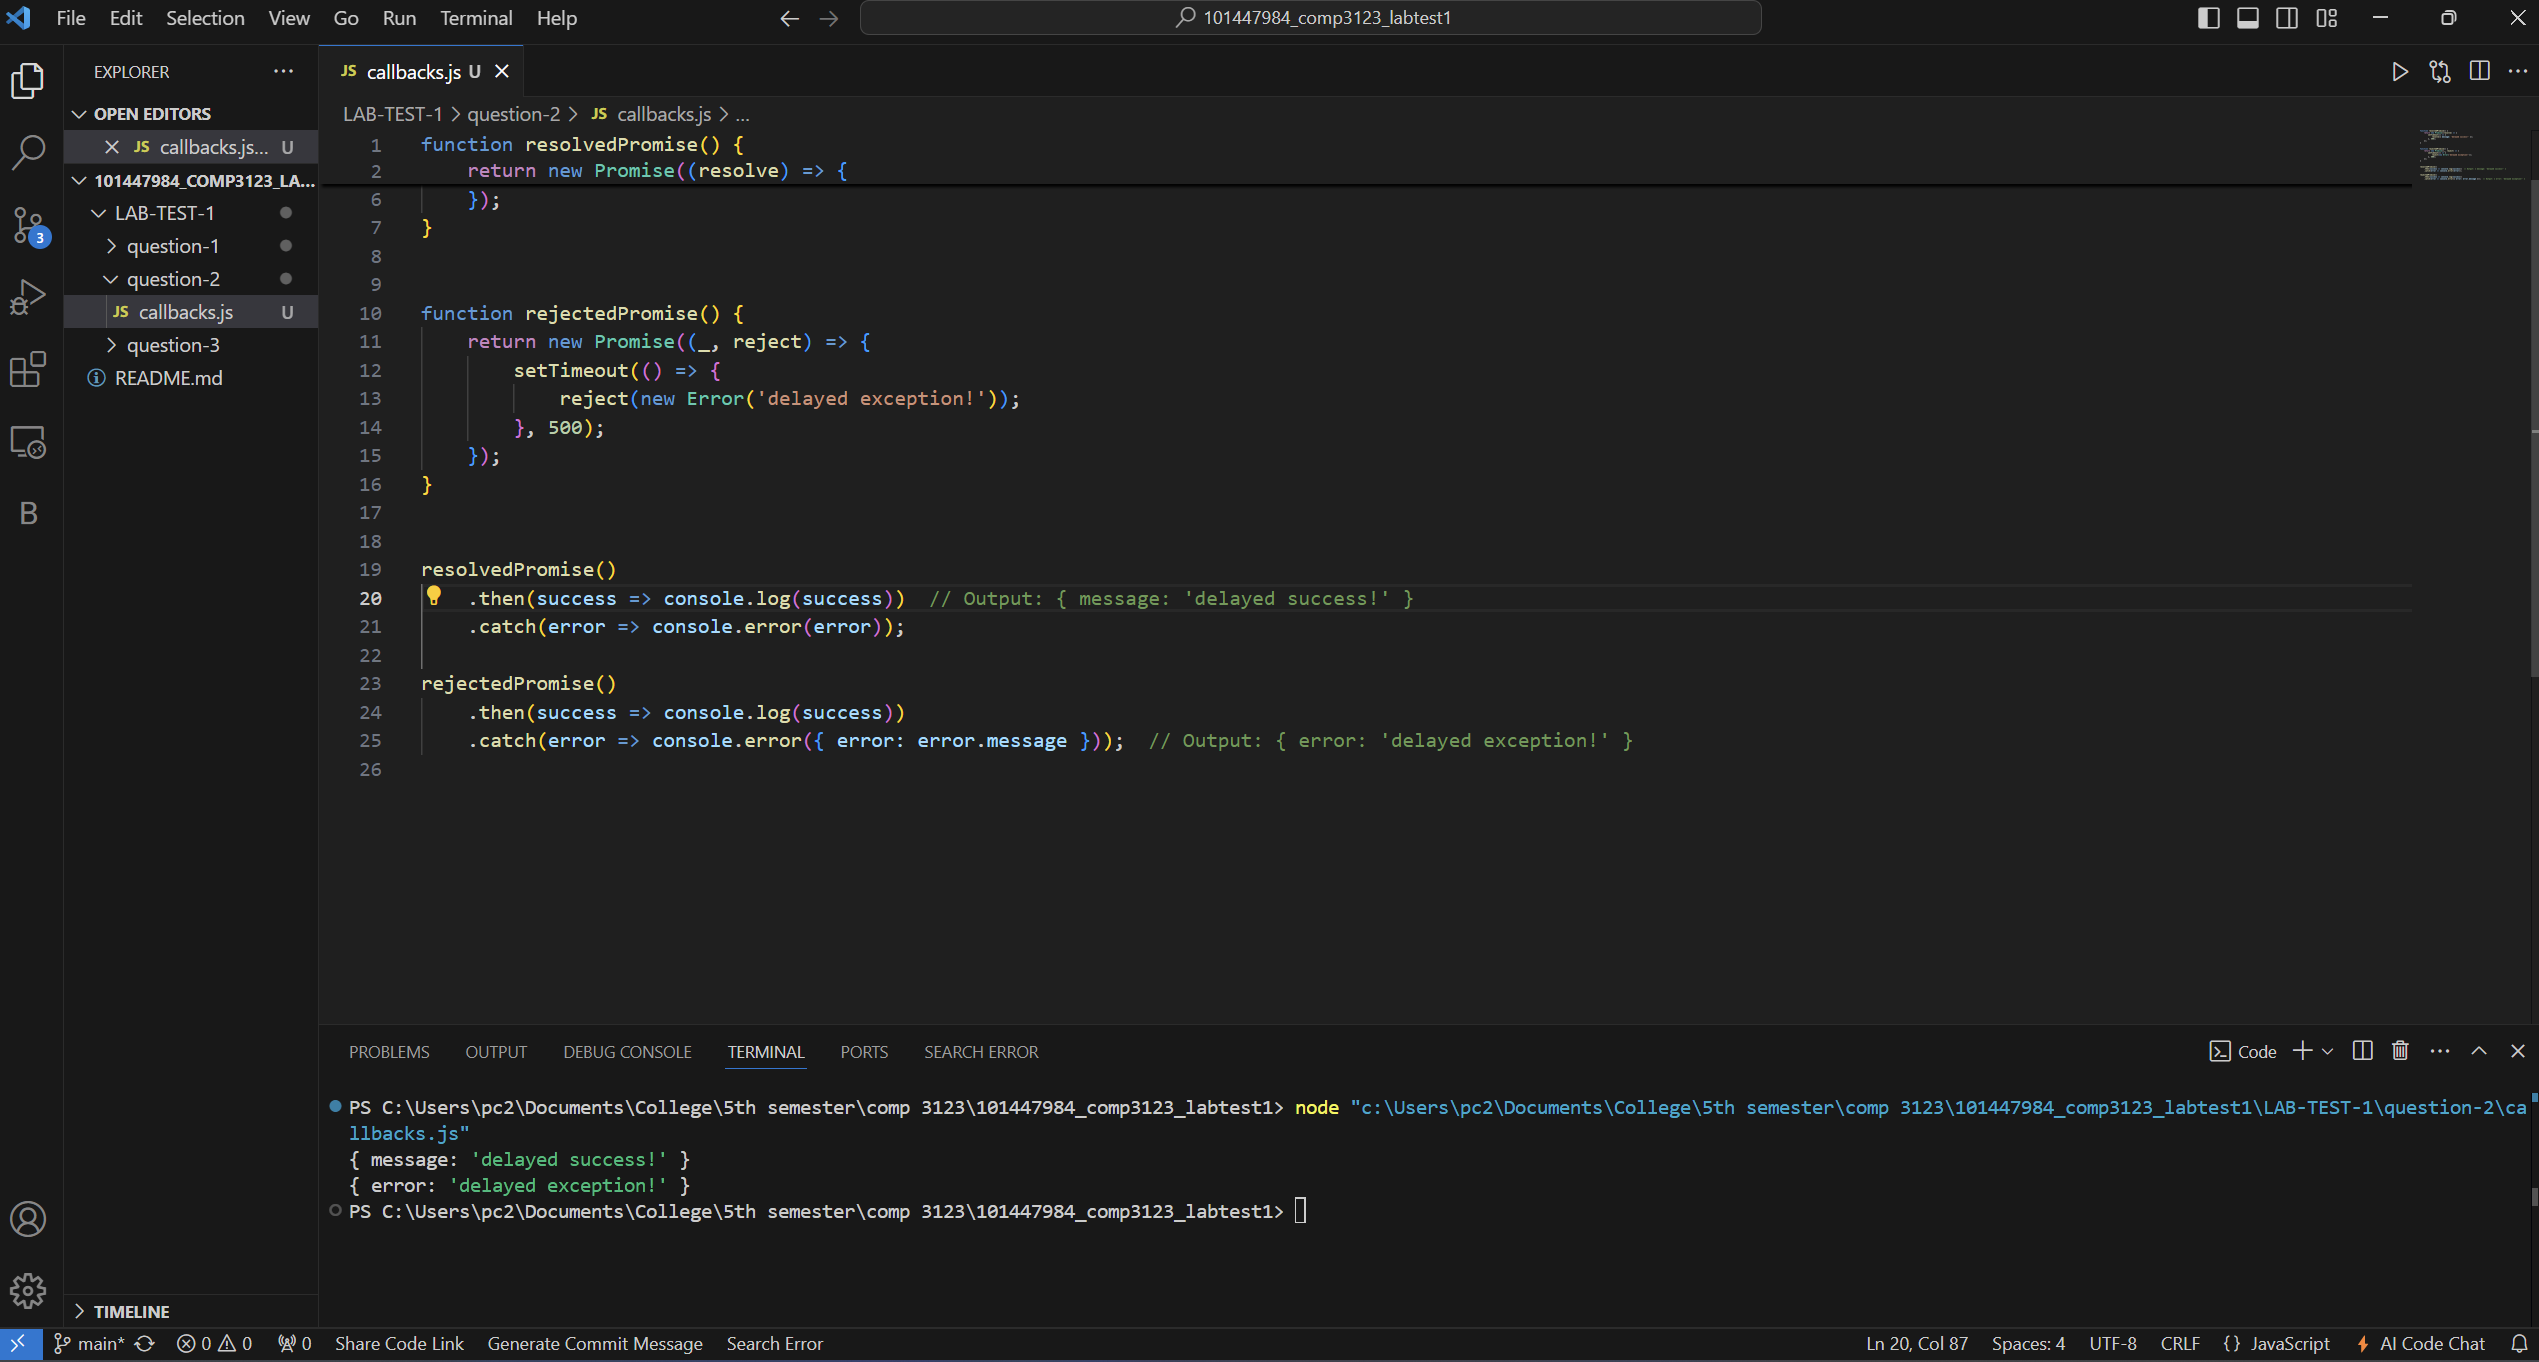 File Edit Selection View Go Run Terminal Help
101447984_comp3123_labtest1
EXPLORER
OPEN EDITORS
JS callbacks.js... U
101447984_COMP3123_LA...
LAB-TEST-1
question-1
question-2
JS callbacks.js U
question-3
README.md
3
B
TIMELINE
JS callbacks.js U
LAB-TEST-1 > question-2 > JS callbacks.js > ...
1 function resolvedPromise() {
2 return new Promise((resolve) => {
6 });
7 }
8
9
10 function rejectedPromise() {
11 return new Promise((_, reject) => {
12 setTimeout(() => {
13 reject(new Error('delayed exception!'));
14 }, 500);
15 });
16 }
17
18
19 resolvedPromise()
20 .then(success => console.log(success)) // Output: { message: 'delayed success!' }
21 .catch(error => console.error(error));
22
23 rejectedPromise()
24 .then(success => console.log(success))
25 .catch(error => console.error({ error: error.message })); // Output: { error: 'delayed exception!' }
26
PROBLEMS OUTPUT DEBUG CONSOLE TERMINAL PORTS SEARCH ERROR
Code
PS C:\Users\pc2\Documents\College\5th semester\comp 3123\101447984_comp3123_labtest1> node "c:\Users\pc2\Documents\College\5th semester\comp 3123\101447984_comp3123_labtest1\LAB-TEST-1\question-2\ca
llbacks.js"
{ message: 'delayed success!' }
{ error: 'delayed exception!' }
PS C:\Users\pc2\Documents\College\5th semester\comp 3123\101447984_comp3123_labtest1>
main* 0 0 0 Share Code Link Generate Commit Message Search Error
Ln 20, Col 87 Spaces: 4 UTF-8 CRLF {} JavaScript AI Code Chat